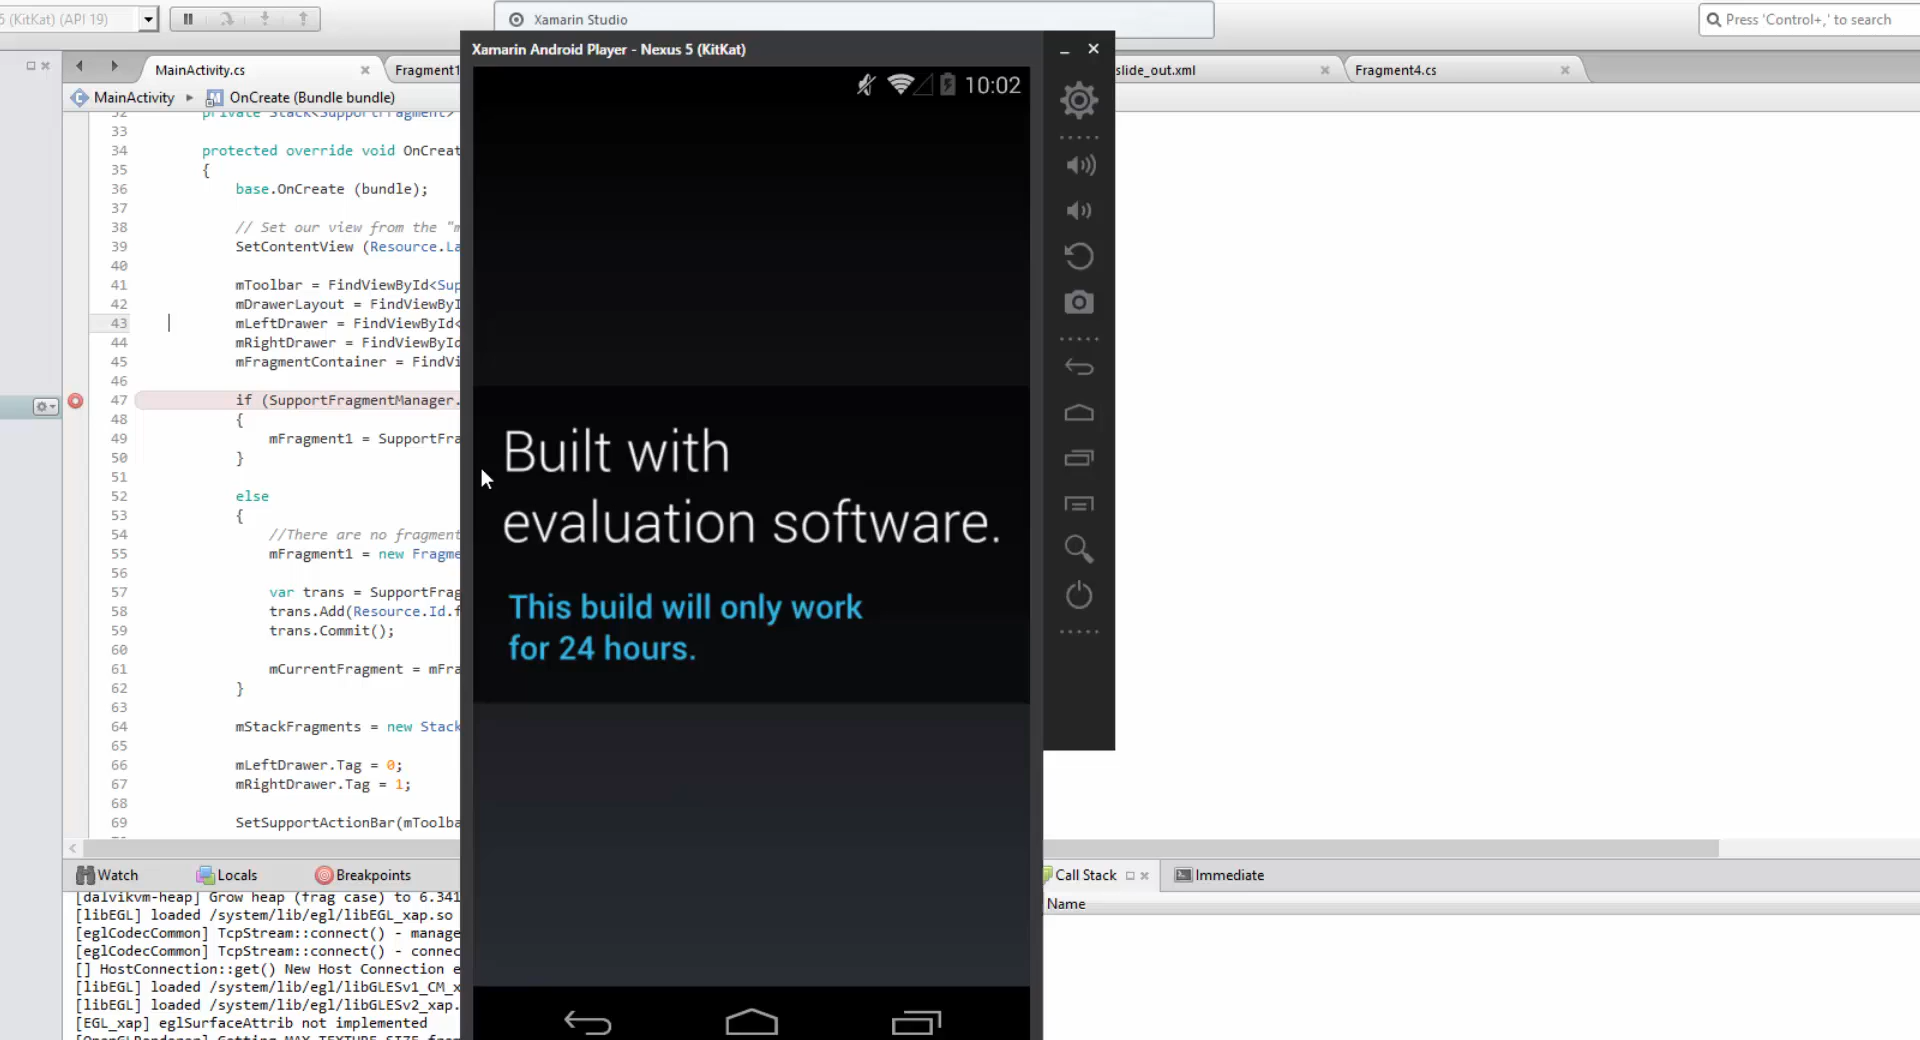 5 (KitKat) (API 19)
Xamarin Studio
Press 'Control+,' to search
MainActivity.cs
Fragment1
slide_out.xml
Fragment4.cs
MainActivity
OnCreate (Bundle bundle)
32 private Stack<SupportFragment>
33
34 protected override void OnCreat
35 {
36 base.OnCreate (bundle);
37
38 // Set our view from the "m
39 SetContentView (Resource.La
40
41 mToolbar = FindViewById<Sup
42 mDrawerLayout = FindViewByI
43 mLeftDrawer = FindViewById<
44 mRightDrawer = FindViewById
45 mFragmentContainer = FindVi
46
47 if (SupportFragmentManager.
48 {
49 mFragment1 = SupportFra
50 }
51
52 else
53 {
54 //There are no fragment
55 mFragment1 = new Fragme
56
57 var trans = SupportFrag
58 trans.Add(Resource.Id.f
59 trans.Commit();
60
61 mCurrentFragment = mFra
62 }
63
64 mStackFragments = new Stack
65
66 mLeftDrawer.Tag = 0;
67 mRightDrawer.Tag = 1;
68
69 SetSupportActionBar(mToolba
Xamarin Android Player - Nexus 5 (KitKat)
10:02
Built with
evaluation software.
This build will only work
for 24 hours.
Watch
Locals
Breakpoints
Call Stack
Immediate
Name
[dalvikvm-heap] Grow heap (frag case) to 6.341
[libEGL] loaded /system/lib/egl/libEGL_xap.so
[eglCodecCommon] TcpStream::connect() - manage
[eglCodecCommon] TcpStream::connect() - connec
[] HostConnection::get() New Host Connection e
[libEGL] loaded /system/lib/egl/libGLESv1_CM_x
[libEGL] loaded /system/lib/egl/libGLESv2_xap.
[EGL_xap] eglSurfaceAttrib not implemented
[OpenGLRenderer] Getting MAX_TEXTURE_SIZE from